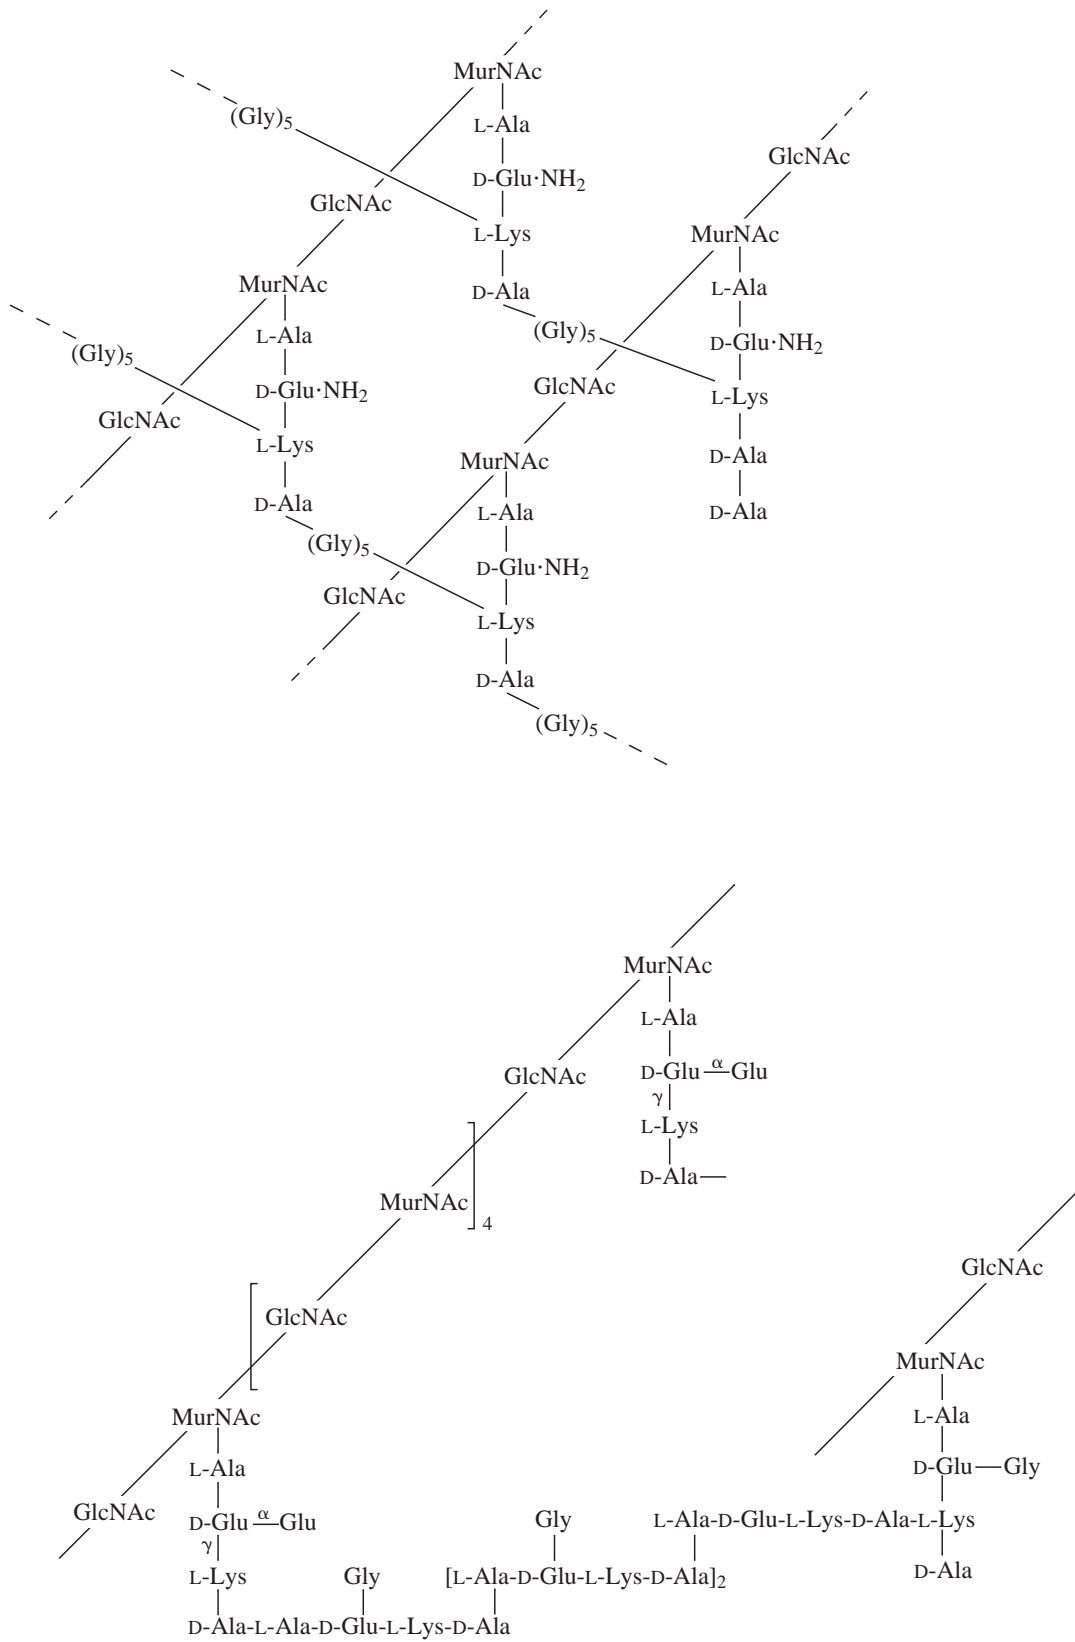 MurNAc
(Gly)5
L-Ala
GlcNAc
D-Glu·NH2
GlcNAc
L-Lys
MurNAc
MurNAc
D-Ala
L-Ala
(Gly)5
L-Ala
D-Glu·NH2
(Gly)5
D-Glu·NH2
GlcNAc
L-Lys
GlcNAc
L-Lys
D-Ala
MurNAc
D-Ala
D-Ala
L-Ala
(Gly)5
D-Glu·NH2
GlcNAc
L-Lys
D-Ala
(Gly)5
MurNAc
L-Ala
GlcNAc
D-Glu α Glu
γ
L-Lys
D-Ala
MurNAc
4
GlcNAc
GlcNAc
MurNAc
MurNAc
L-Ala
L-Ala
D-Glu Gly
GlcNAc
D-Glu α Glu
γ
Gly
L-Ala-D-Glu-L-Lys-D-Ala-L-Lys
L-Lys
Gly
[L-Ala-D-Glu-L-Lys-D-Ala]2
D-Ala
D-Ala-L-Ala-D-Glu-L-Lys-D-Ala